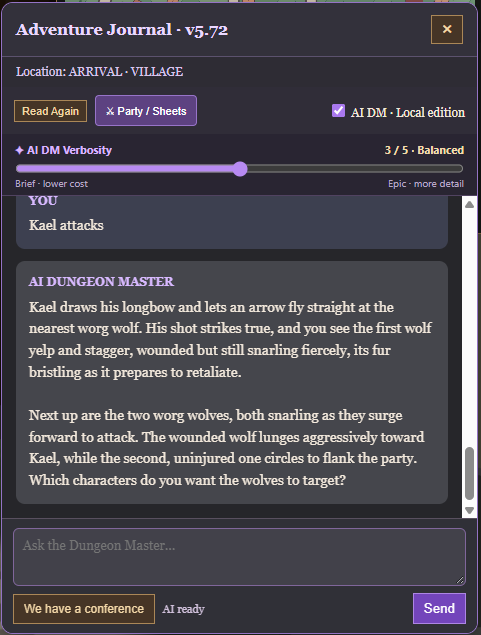 Adventure Journal · v5.72
×
Location: ARRIVAL · VILLAGE
Read Again
⚔ Party / Sheets
AI DM · Local edition
✦ AI DM Verbosity
3 / 5 · Balanced
Brief · lower cost
Epic · more detail
YOU
Kael attacks
AI DUNGEON MASTER
Kael draws his longbow and lets an arrow fly straight at the
nearest worg wolf. His shot strikes true, and you see the first wolf
yelp and stagger, wounded but still snarling fiercely, its fur
bristling as it prepares to retaliate.
Next up are the two worg wolves, both snarling as they surge
forward to attack. The wounded wolf lunges aggressively toward
Kael, while the second, uninjured one circles to flank the party.
Which characters do you want the wolves to target?
Ask the Dungeon Master...
We have a conference
AI ready
Send